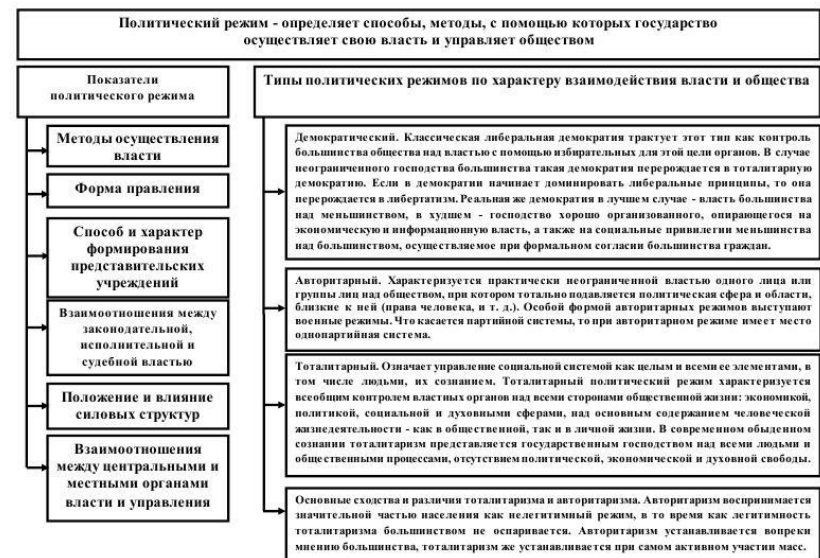 Политический режим - определяет способы, методы, с помощью которых государство
осуществляет свою власть и управляет обществом
Показатели
политического режима
Методы осуществления
власти
Форма правления
Способ и характер
формирования
представительских
учреждений
Взаимоотношения между
законодательной,
исполнительной и
судебной властью
Положение и влияние
силовых структур
Взаимоотношения
между центральными и
местными органами
власти и управления
Типы политических режимов по характеру взаимодействия власти и общества
Демократический. Классическая либеральная демократия трактует этот тип как контроль
большинства общества над властью с помощью избирательных для этой цели органов. В случае
неограниченного господства большинства такая демократия перерождается в тоталитарную
демократию. Если в демократии начинает доминировать либеральные принципы, то она
перерождается в либертатизм. Реальная же демократия в лучшем случае - власть большинства
над меньшинством, в худшем - господство хорошо организованного, опирающегося на
экономическую и информационную власть, а также на социальные привилегии меньшинства
над большинством, осуществляемое при формальном согласии большинства граждан.
Авторитарный. Характеризуется практически неограниченной властью одного лица или
группы лиц над обществом, при котором тотально подавляется политическая сфера и области,
близкие к ней (права человека, и т. д.). Особой формой авторитарных режимов выступают
военные режимы. Что касается партийной системы, то при авторитарном режиме имеет место
однопартийная система.
Тоталитарный. Означает управление социальной системой как целым и всеми ее элементами, в
том числе людьми, их сознанием. Тоталитарный политический режим характеризуется
всеобщим контролем властных органов над всеми сторонами общественной жизни: экономикой,
политикой, социальной и духовными сферами, над основным содержанием человеческой
жизнедеятельности - как в общественной, так и в личной жизни. В современном обыденном
сознании тоталитаризм представляется государственным господством над всеми людьми и
общественными процессами, отсутствием политической, экономической и духовной свободы.
Основные сходства и различия тоталитаризма и авторитаризма. Авторитаризм воспринимается
значительной частью населения как нелегитимный режим, в то время как легитимность
тоталитаризма большинством не оспаривается. Авторитаризм устанавливается вопреки
мнению большинства, тоталитаризм же устанавливается при самом активном участии масс.